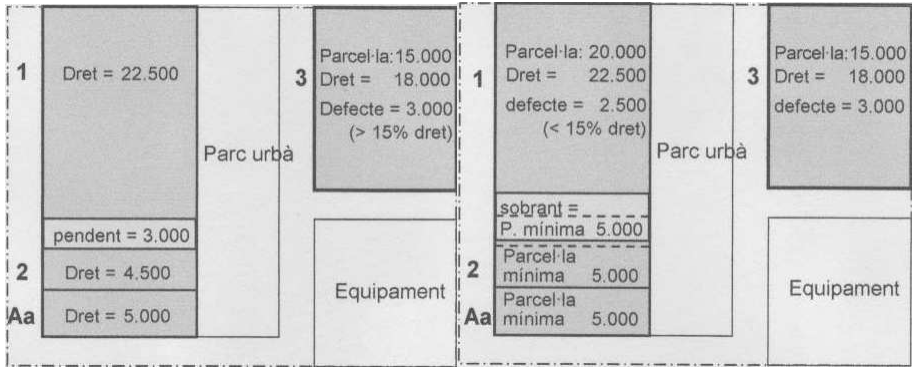 1
Dret = 22.500
pendent = 3.000
2
Dret = 4.500
Aa
Dret = 5.000
Parc urbà
3
Parcel·la: 15.000
Dret = 18.000
Defecte = 3.000
(> 15% dret)
Equipament
1
Parcel·la: 20.000
Dret = 22.500
defecte = 2.500
(< 15% dret)
sobrant =
P. mínima 5.000
2
Parcel·la
mínima 5.000
Aa
Parcel·la
mínima 5.000
Parc urbà
3
Parcel·la: 15.000
Dret = 18.000
defecte = 3.000
Equipament